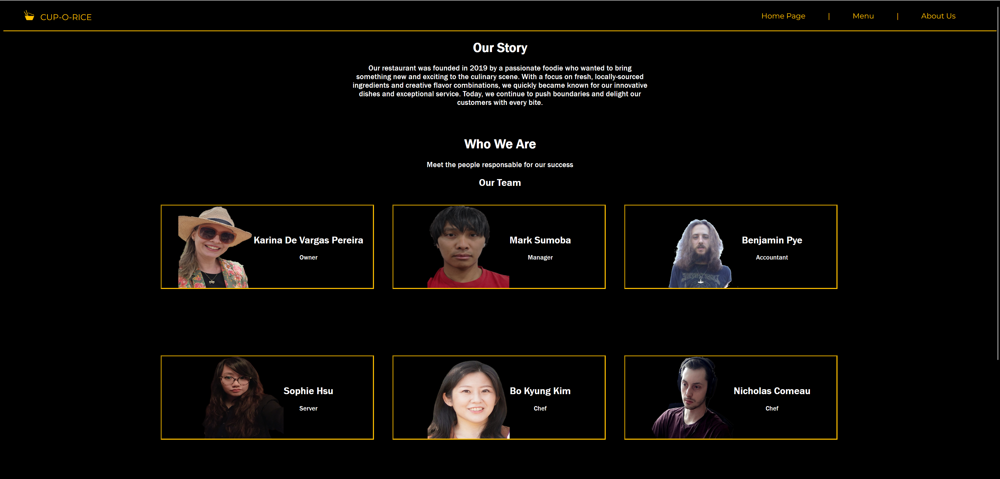 CUP-O-RICE
Home Page | Menu | About Us
Our Story
Our restaurant was founded in 2019 by a passionate foodie who wanted to bring
something new and exciting to the culinary scene. With a focus on fresh, locally-sourced
ingredients and creative flavor combinations, we quickly became known for our innovative
dishes and exceptional service. Today, we continue to push boundaries and delight our
customers with every bite.
Who We Are
Meet the people responsable for our success
Our Team
Karina De Vargas Pereira
Owner
Mark Sumoba
Manager
Benjamin Pye
Accountant
Sophie Hsu
Server
Bo Kyung Kim
Chef
Nicholas Comeau
Chef